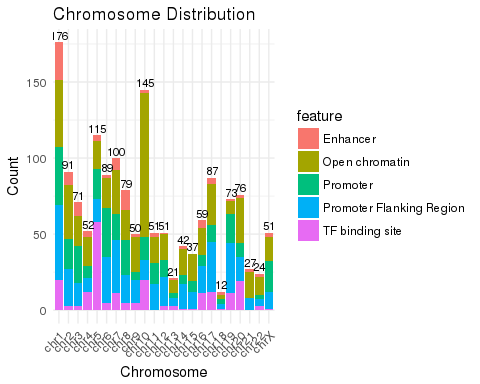 Chromosome Distribution
176
91
71
52
115
89
100
79
50
145
51
51
21
42
37
59
87
12
73
76
27
24
51
150
100
50
0
Count
chr1
chr2
chr3
chr4
chr5
chr6
chr7
chr8
chr9
chr10
chr11
chr12
chr13
chr14
chr15
chr16
chr17
chr18
chr19
chr20
chr21
chr22
chrX
Chromosome
feature
Enhancer
Open chromatin
Promoter
Promoter Flanking Region
TF binding site